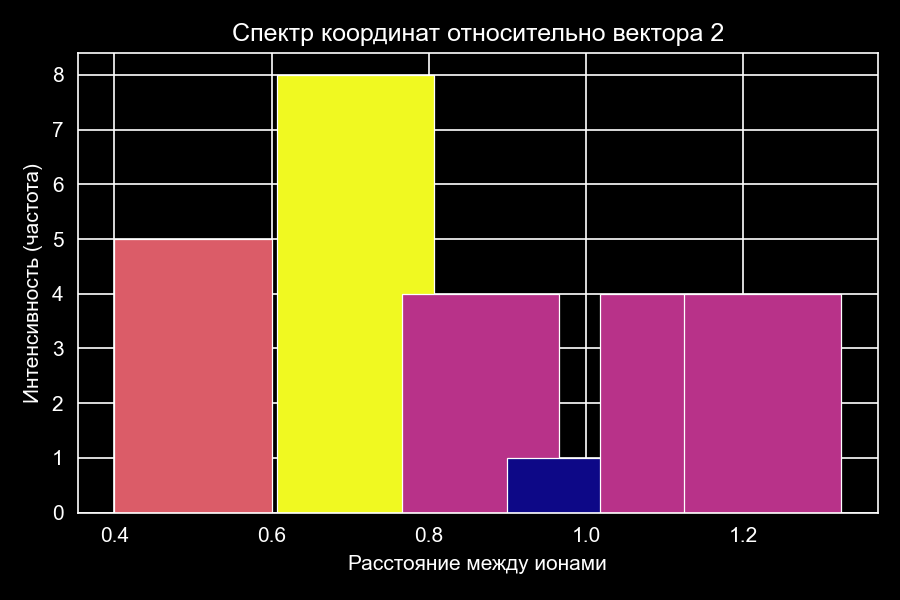 Спектр координат относительно вектора 2
Интенсивность (частота)
8
7
6
5
4
3
2
1
0
0.4 0.6 0.8 1.0 1.2
Расстояние между ионами